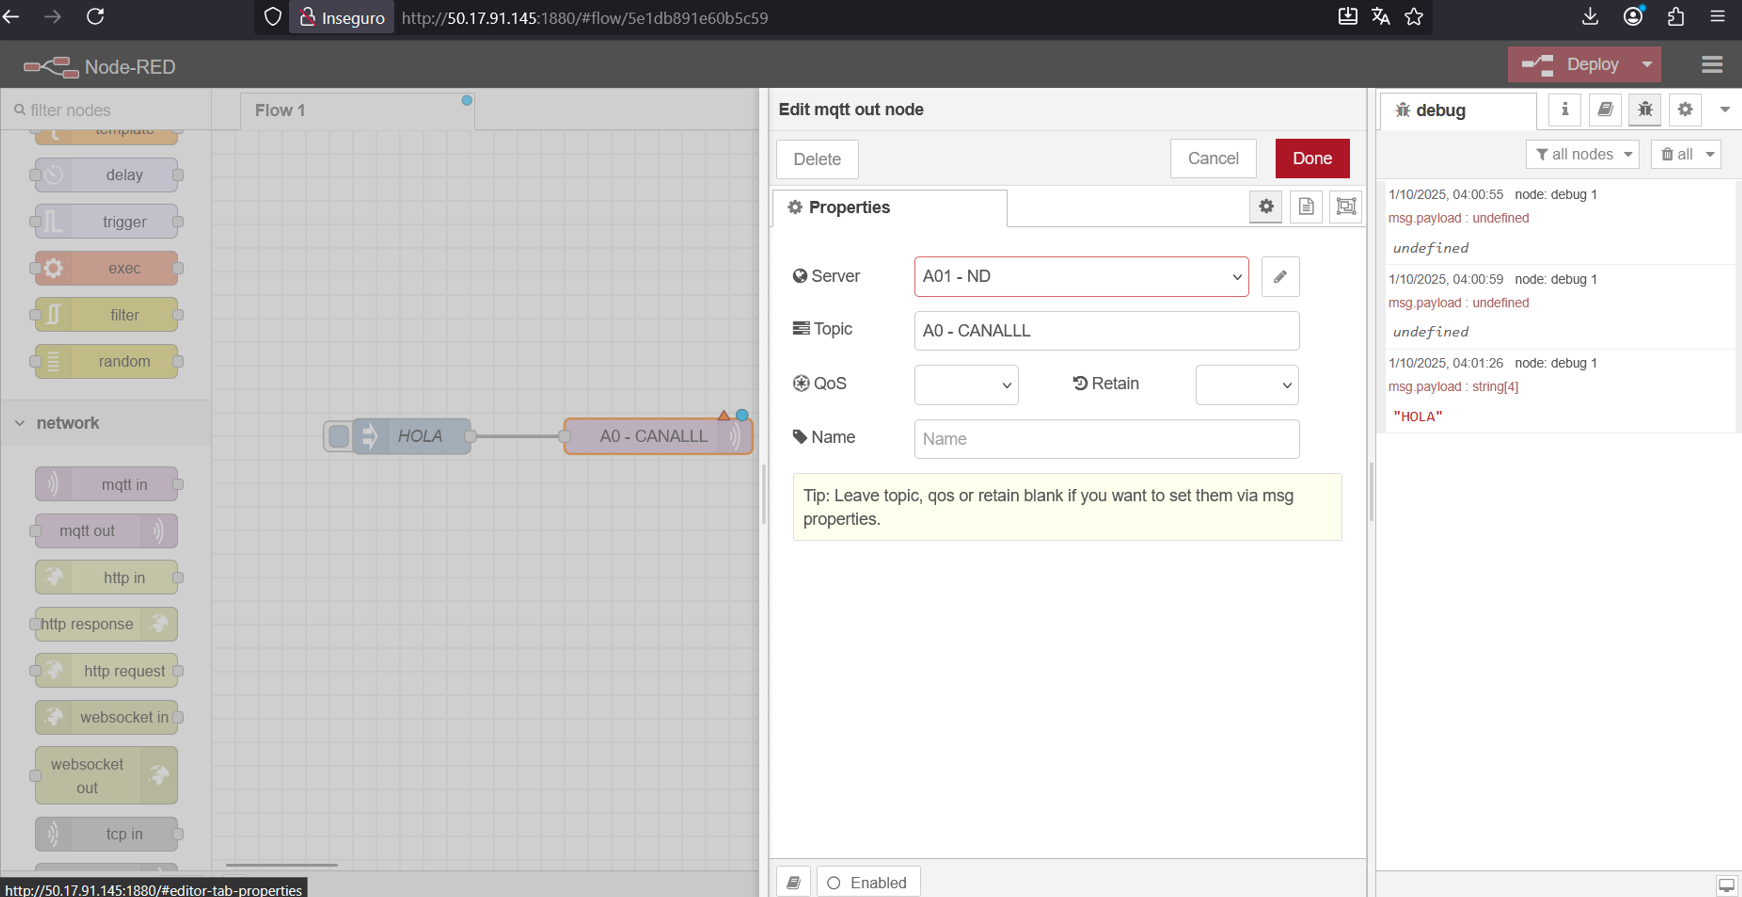 Inseguro
http://50.17.91.145:1880/#flow/5e1db891e60b5c59
Node-RED
Deploy
filter nodes
template
delay
trigger
exec
filter
random
network
mqtt in
mqtt out
http in
http response
http request
websocket in
websocket
out
tcp in
http://50.17.91.145:1880/#editor-tab-properties
Flow 1
HOLA
A0 - CANALLL
Edit mqtt out node
Delete
Cancel
Done
Properties
Server
A01 - ND
Topic
A0 - CANALLL
QoS
Retain
Name
Name
Tip: Leave topic, qos or retain blank if you want to set them via msg
properties.
Enabled
debug
i
all nodes
all
1/10/2025, 04:00:55 node: debug 1
msg.payload : undefined
undefined
1/10/2025, 04:00:59 node: debug 1
msg.payload : undefined
undefined
1/10/2025, 04:01:26 node: debug 1
msg.payload : string[4]
"HOLA"